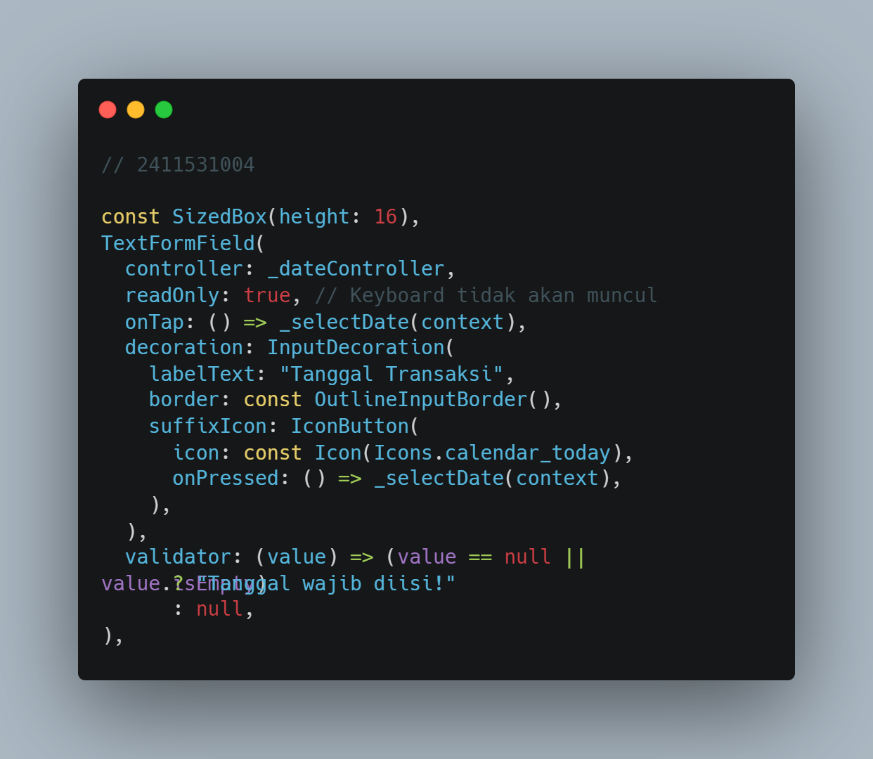 // 2411531004
const SizedBox(height: 16),
TextFormField(
  controller: _dateController,
  readOnly: true, // Keyboard tidak akan muncul
  onTap: () => _selectDate(context),
  decoration: InputDecoration(
    labelText: "Tanggal Transaksi",
    border: const OutlineInputBorder(),
    suffixIcon: IconButton(
      icon: const Icon(Icons.calendar_today),
      onPressed: () => _selectDate(context),
    ),
  ),
  validator: (value) => (value == null ||
value.isEmpty)
      ? "Tanggal wajib diisi!"
      : null,
),